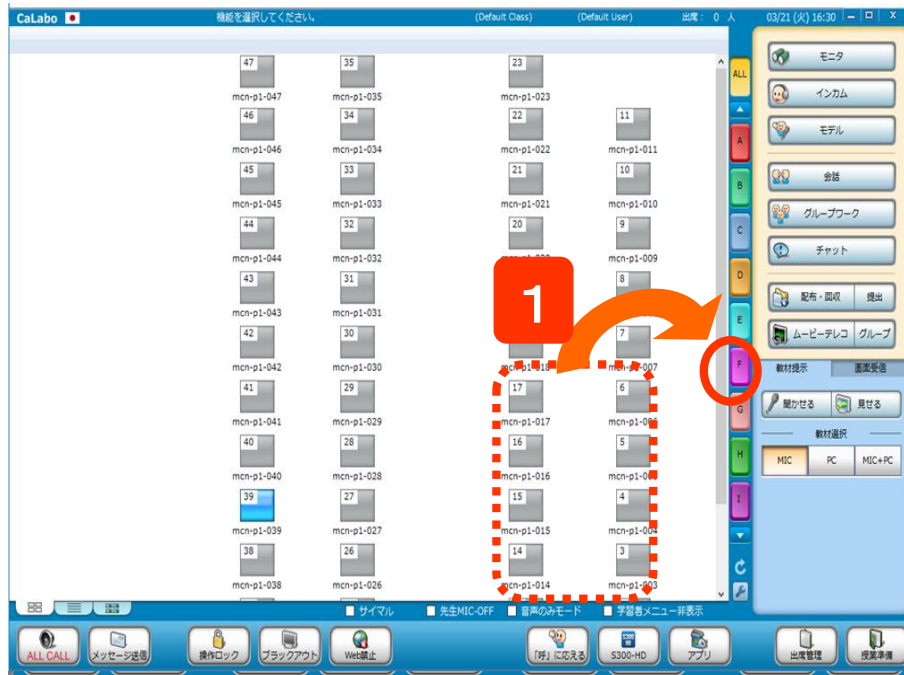 CaLabo 機能を選択してください。 (Default Class) (Default User) 出席： 0 人 03/21 (火) 16:30
47 35 23
mcn-p1-047 mcn-p1-035 mcn-p1-023
46 34 22 11
mcn-p1-046 mcn-p1-034 mcn-p1-022 mcn-p1-011
45 33 21 10
mcn-p1-045 mcn-p1-033 mcn-p1-021 mcn-p1-010
44 32 20 9
mcn-p1-044 mcn-p1-032 mcn-p1-009
43 31 8
mcn-p1-043 mcn-p1-031
1
42 30 7
mcn-p1-042 mcn-p1-030 mcn-p1-018 mcn-p1-007
41 29 17 6
mcn-p1-041 mcn-p1-029 mcn-p1-017 mcn-p1-006
40 28 16 5
mcn-p1-040 mcn-p1-028 mcn-p1-016 mcn-p1-005
39 27 15 4
mcn-p1-039 mcn-p1-027 mcn-p1-015 mcn-p1-004
38 26 14 3
mcn-p1-038 mcn-p1-026 mcn-p1-014 mcn-p1-003
ALL
A
B
C
D
E
F
G
H
I
モニタ
インカム
モデル
会話
グループワーク
チャット
配布・回収 提出
ムービーテレコ グループ
教材提示 画面受信
聞かせる 見せる
教材選択
MIC PC MIC+PC
サイマル 先生MIC-OFF 音声のみモード 学習者メニュー非表示
ALL CALL メッセージ送信 操作ロック ブラックアウト Web禁止 「呼」に応える S300-HD アプリ 出席管理 授業準備